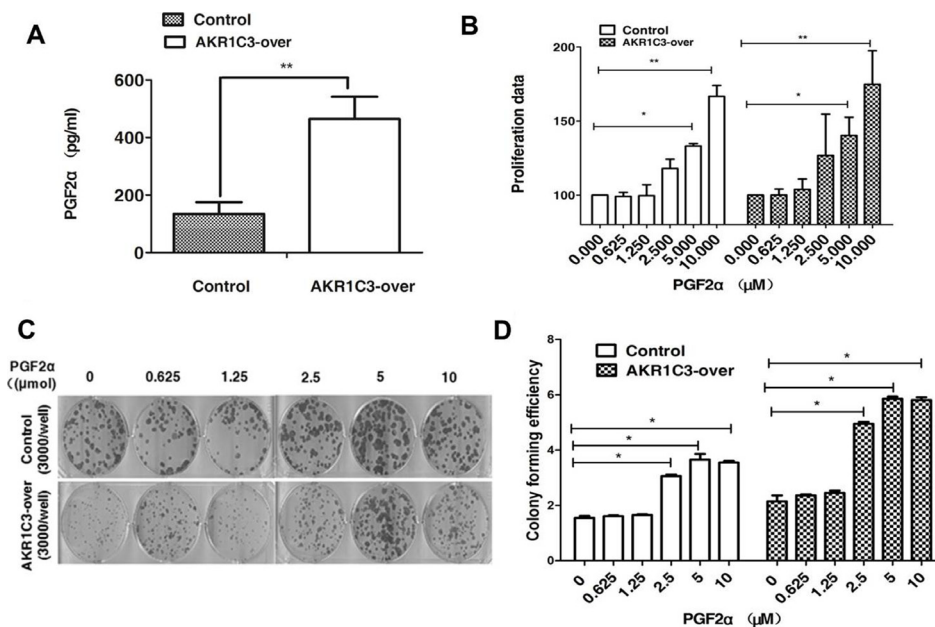 A
Control
AKR1C3-over
600
400
200
0
PGF2α （pg/ml）
**
Control
AKR1C3-over
B
Control
AKR1C3-over
200
150
100
Proliferation data
**
*
**
*
0.000
0.625
1.250
2.500
5.000
10.000
0.000
0.625
1.250
2.500
5.000
10.000
PGF2α （μM）
C
PGF2α
（(μmol)
0
0.625
1.25
2.5
5
10
Control
(3000/well)
AKR1C3-over
(3000/well)
D
Control
AKR1C3-over
8
6
4
2
0
Colony forming efficiency
*
*
*
*
*
*
0
0.625
1.25
2.5
5
10
0
0.625
1.25
2.5
5
10
PGF2α （μM）